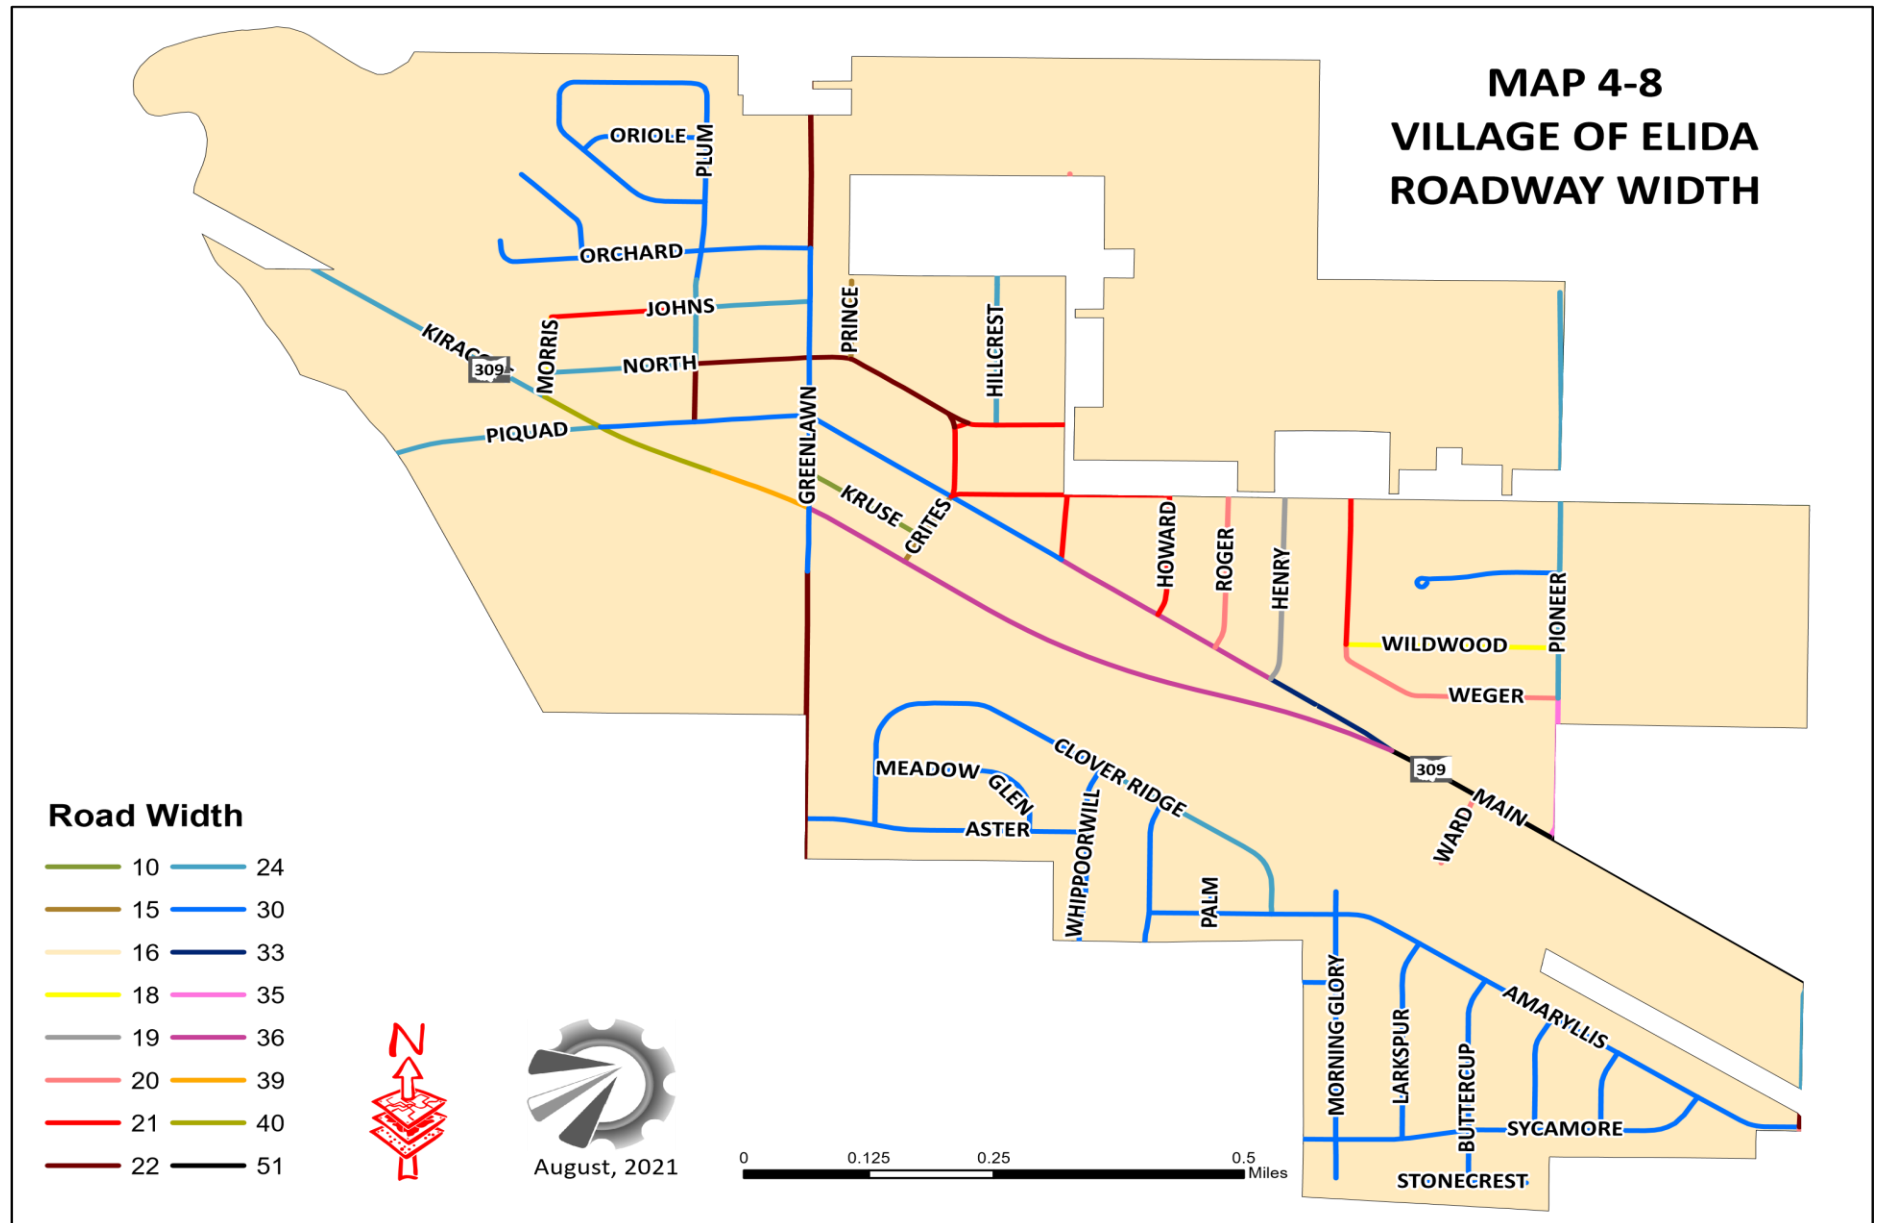 MAP 4-8
VILLAGE OF ELIDA
ROADWAY WIDTH
ORIOLE
PLUM
ORCHARD
JOHNS
PRINCE
HILLCREST
MORRIS
309
NORTH
PIQUAD
GREENLAWN
KRUSE
CRITES
HOWARD
ROGER
HENRY
PIONEER
WILDWOOD
WEGER
CLOVER RIDGE
MEADOW
GLEN
ASTER
WHIPPOORWILL
309
MAIN
WARD
PALM
MORNING GLORY
LARKSPUR
BUTTERCUP
AMARYLLIS
SYCAMORE
STONECREST
Road Width
10 24
15 30
16 33
18 35
19 36
20 39
21 40
22 51
N
August, 2021
0 0.125 0.25 0.5
Miles